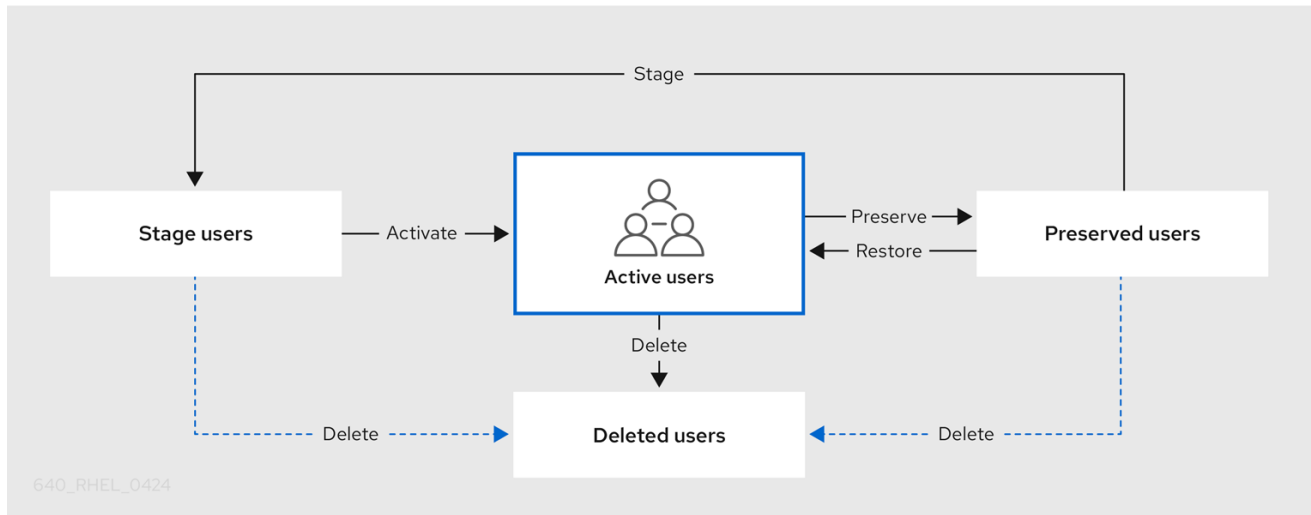 Stage
Stage users
Activate
Active users
Preserve
Restore
Preserved users
Delete
Delete
Deleted users
Delete
640_RHEL_0424